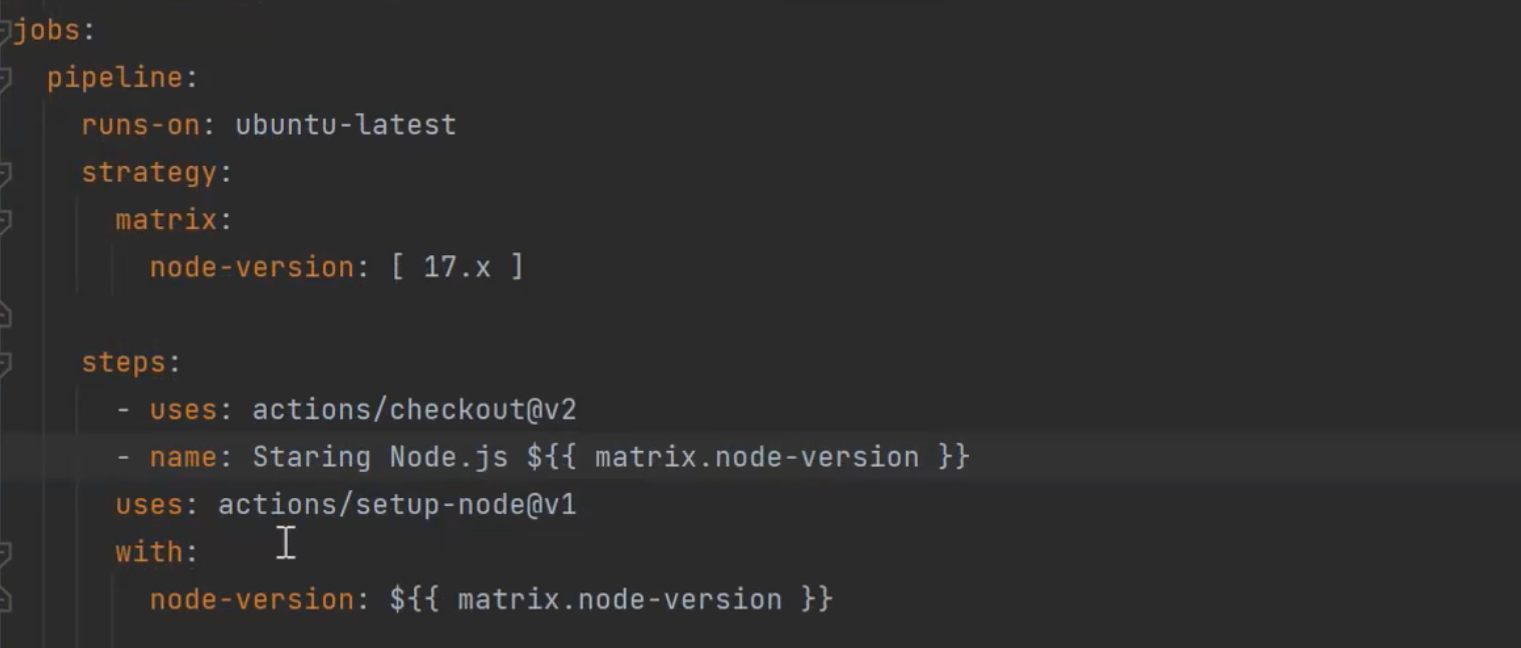 jobs:
  pipeline:
    runs-on: ubuntu-latest
    strategy:
      matrix:
        node-version: [ 17.x ]

    steps:
      - uses: actions/checkout@v2
      - name: Staring Node.js ${{ matrix.node-version }}
      uses: actions/setup-node@v1
      with:
        node-version: ${{ matrix.node-version }}